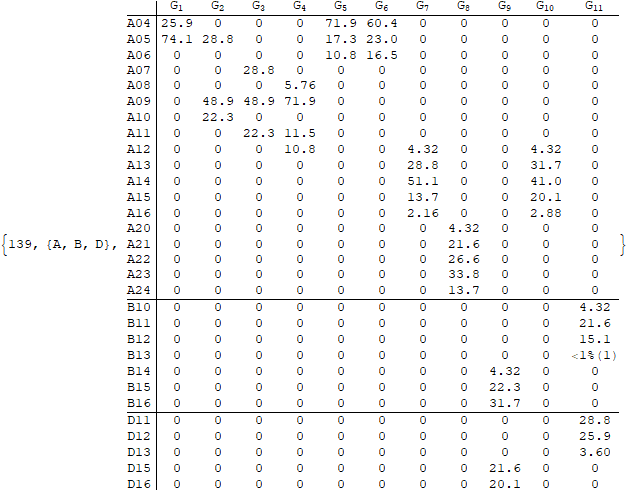 G1 G2 G3 G4 G5 G6 G7 G8 G9 G10 G11
A04 25.9 0 0 0 71.9 60.4 0 0 0 0 0
A05 74.1 28.8 0 0 17.3 23.0 0 0 0 0 0
A06 0 0 0 0 10.8 16.5 0 0 0 0 0
A07 0 0 28.8 0 0 0 0 0 0 0 0
A08 0 0 0 5.76 0 0 0 0 0 0 0
A09 0 48.9 48.9 71.9 0 0 0 0 0 0 0
A10 0 22.3 0 0 0 0 0 0 0 0 0
A11 0 0 22.3 11.5 0 0 0 0 0 0 0
A12 0 0 0 10.8 0 0 4.32 0 0 4.32 0
A13 0 0 0 0 0 0 28.8 0 0 31.7 0
A14 0 0 0 0 0 0 51.1 0 0 41.0 0
A15 0 0 0 0 0 0 13.7 0 0 20.1 0
A16 0 0 0 0 0 0 2.16 0 0 2.88 0
A20 0 0 0 0 0 0 0 4.32 0 0 0
{139, {A, B, D}, A21 0 0 0 0 0 0 0 21.6 0 0 0 }
A22 0 0 0 0 0 0 0 26.6 0 0 0
A23 0 0 0 0 0 0 0 33.8 0 0 0
A24 0 0 0 0 0 0 0 13.7 0 0 0
B10 0 0 0 0 0 0 0 0 0 0 4.32
B11 0 0 0 0 0 0 0 0 0 0 21.6
B12 0 0 0 0 0 0 0 0 0 0 15.1
B13 0 0 0 0 0 0 0 0 0 0 <1%(1)
B14 0 0 0 0 0 0 0 0 4.32 0 0
B15 0 0 0 0 0 0 0 0 22.3 0 0
B16 0 0 0 0 0 0 0 0 31.7 0 0
D11 0 0 0 0 0 0 0 0 0 0 28.8
D12 0 0 0 0 0 0 0 0 0 0 25.9
D13 0 0 0 0 0 0 0 0 0 0 3.60
D15 0 0 0 0 0 0 0 0 21.6 0 0
D16 0 0 0 0 0 0 0 0 20.1 0 0